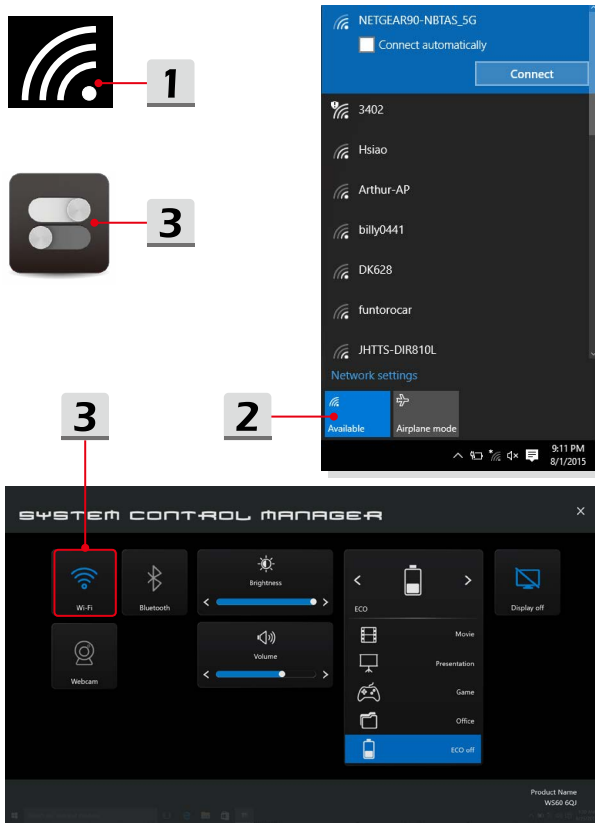 1
3
NETGEAR90-NBTAS_5G
Connect automatically
Connect
3402
Hsiao
Arthur-AP
billy0441
DK628
funtorocar
JHTTS-DIR810L
Network settings
Available
Airplane mode
2
9:11 PM
8/1/2015
3
SYSTEM CONTROL MANAGER
Wi-Fi
Bluetooth
Brightness
ECO
Display off
Webcam
Volume
Movie
Presentation
Game
Office
ECO off
Product Name
WS60 6QJ